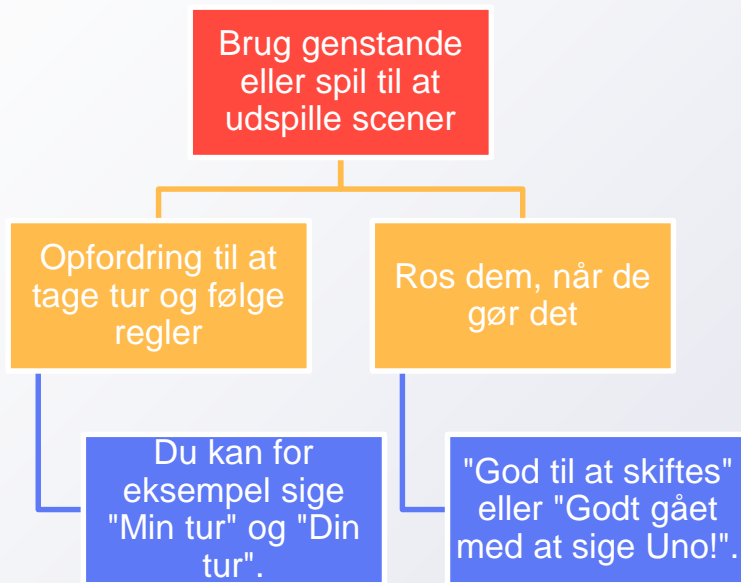 Brug genstande
eller spil til at
udspille scener
Opfordring til at
tage tur og følge
regler
Ros dem, når de
gør det
Du kan for
eksempel sige
"Min tur" og "Din
tur".
"God til at skiftes"
eller "Godt gået
med at sige Uno!".